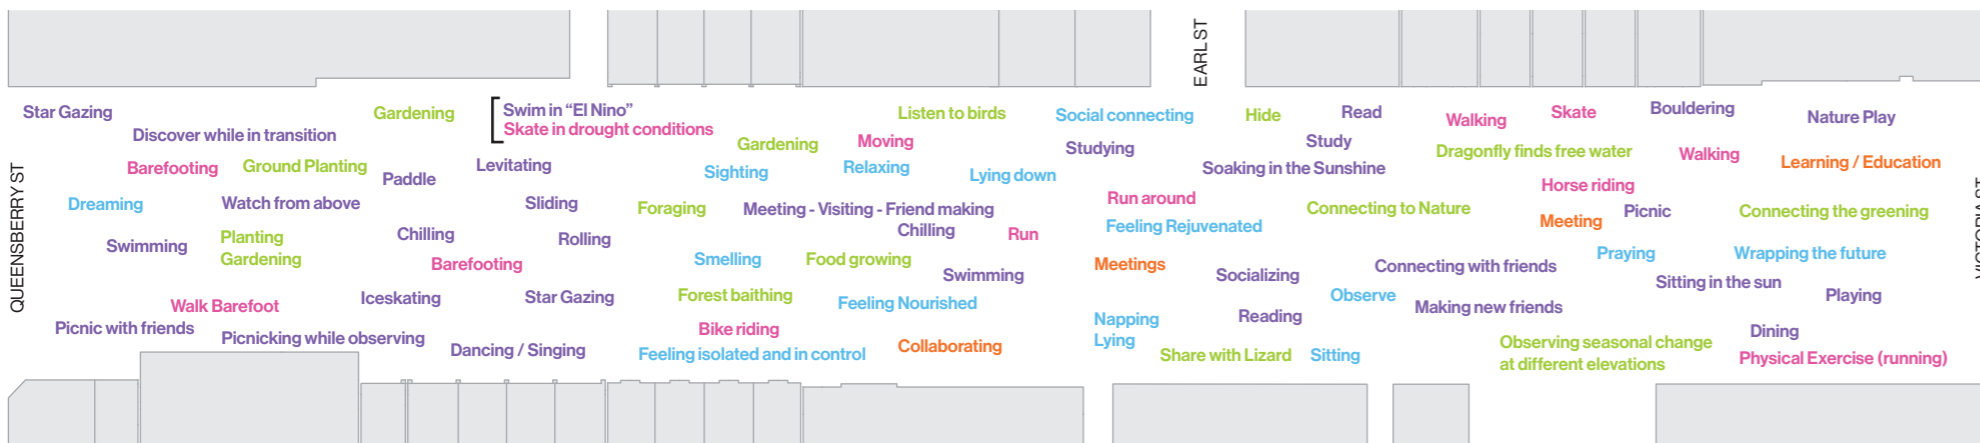 QUEENSBERRY ST
EARL ST
VICTORIA ST
Star Gazing
Discover while in transition
Gardening
Swim in “El Nino”
Skate in drought conditions
Listen to birds
Social connecting
Hide
Read
Walking
Skate
Bouldering
Nature Play
Barefooting
Ground Planting
Paddle
Levitating
Gardening
Moving
Studying
Study
Dragonfly finds free water
Walking
Learning / Education
Sighting
Relaxing
Lying down
Soaking in the Sunshine
Horse riding
Dreaming
Watch from above
Sliding
Foraging
Meeting - Visiting - Friend making
Run around
Connecting to Nature
Meeting
Picnic
Connecting the greening
Swimming
Planting
Gardening
Chilling
Rolling
Chilling
Run
Feeling Rejuvenated
Praying
Wrapping the future
Barefooting
Smelling
Food growing
Swimming
Meetings
Socializing
Connecting with friends
Sitting in the sun
Walk Barefoot
Iceskating
Star Gazing
Forest baithing
Feeling Nourished
Observe
Making new friends
Playing
Picnic with friends
Picnicking while observing
Dancing / Singing
Bike riding
Feeling isolated and in control
Collaborating
Napping
Lying
Reading
Share with Lizard
Sitting
Observing seasonal change
at different elevations
Dining
Physical Exercise (running)